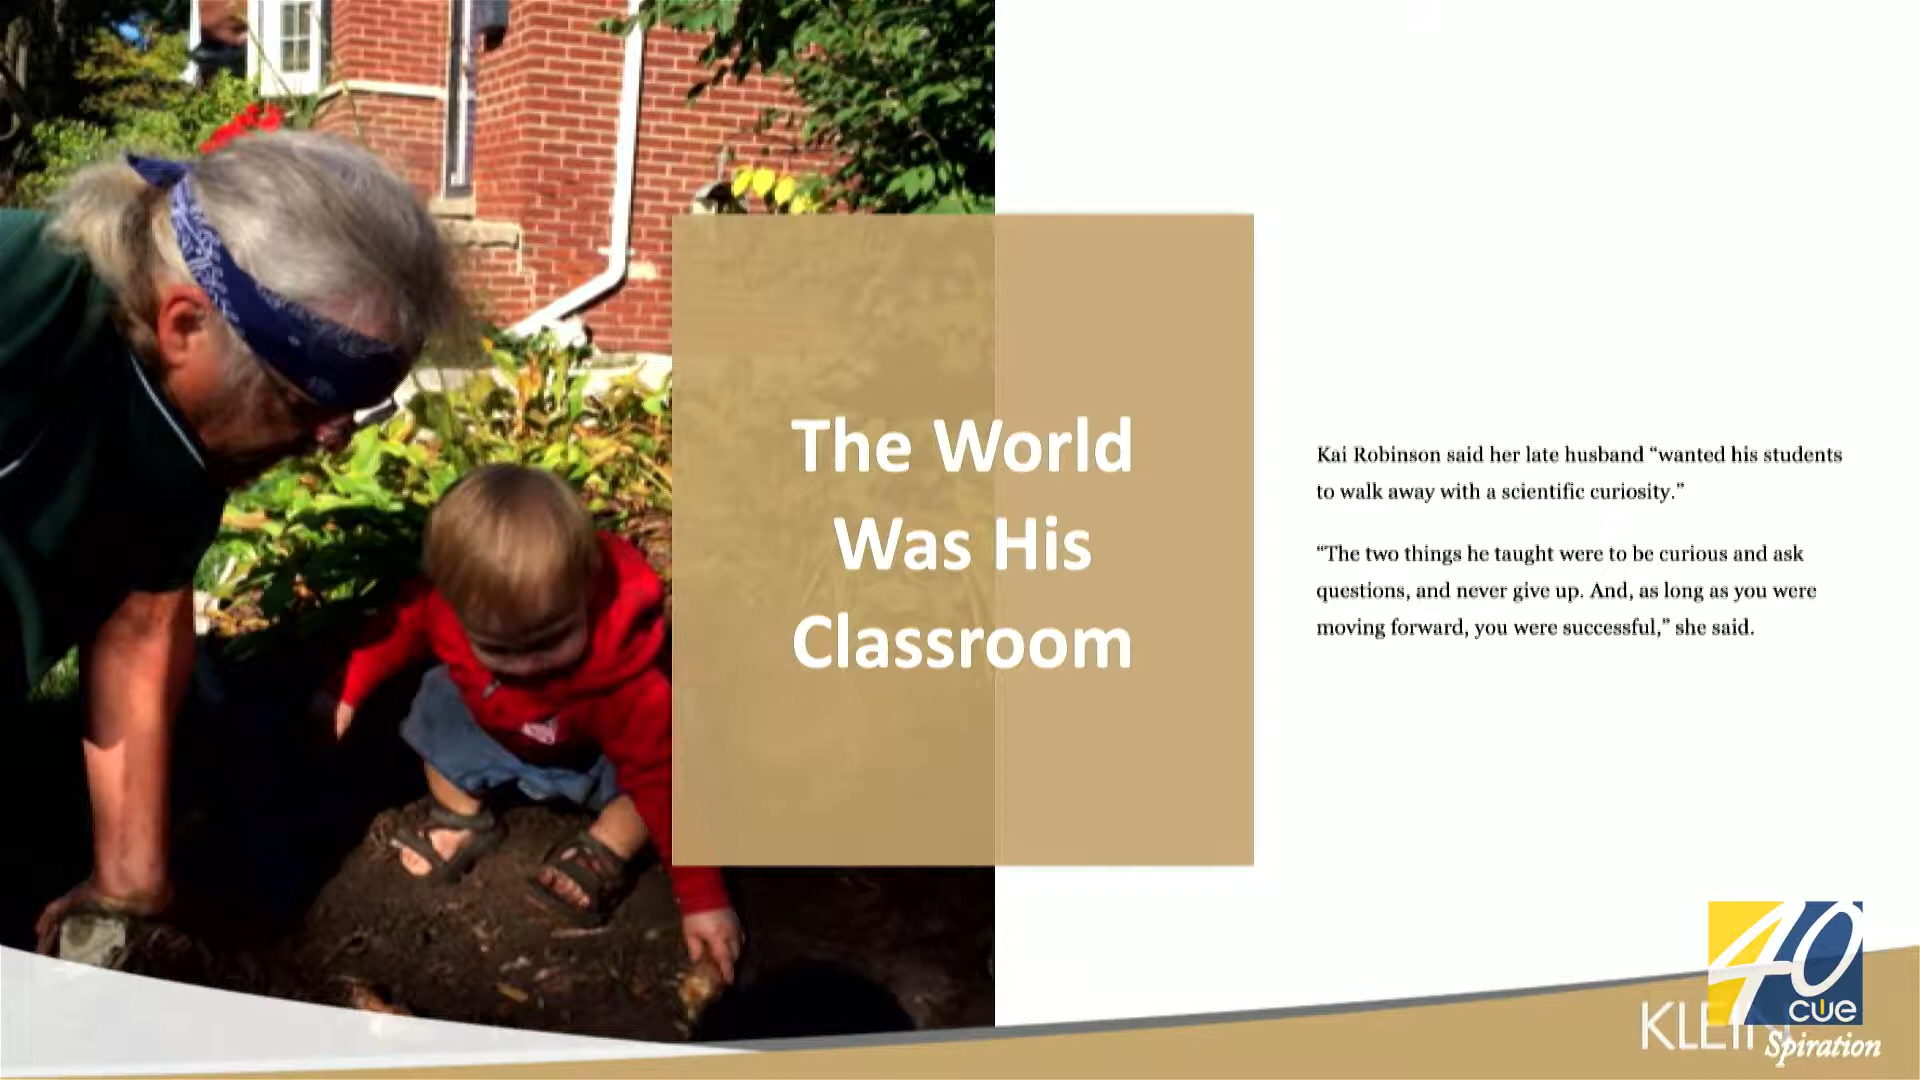 The World
Was His
Classroom
Kai Robinson said her late husband “wanted his students
to walk away with a scientific curiosity.”
“The two things he taught were to be curious and ask
questions, and never give up. And, as long as you were
moving forward, you were successful,” she said.
40
cue
Spiration